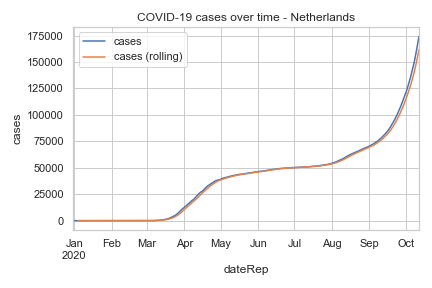 COVID-19 cases over time - Netherlands
175000
150000
125000
100000
75000
50000
25000
0
cases
cases (rolling)
cases
Jan Feb Mar Apr May Jun Jul Aug Sep Oct
2020
dateRep